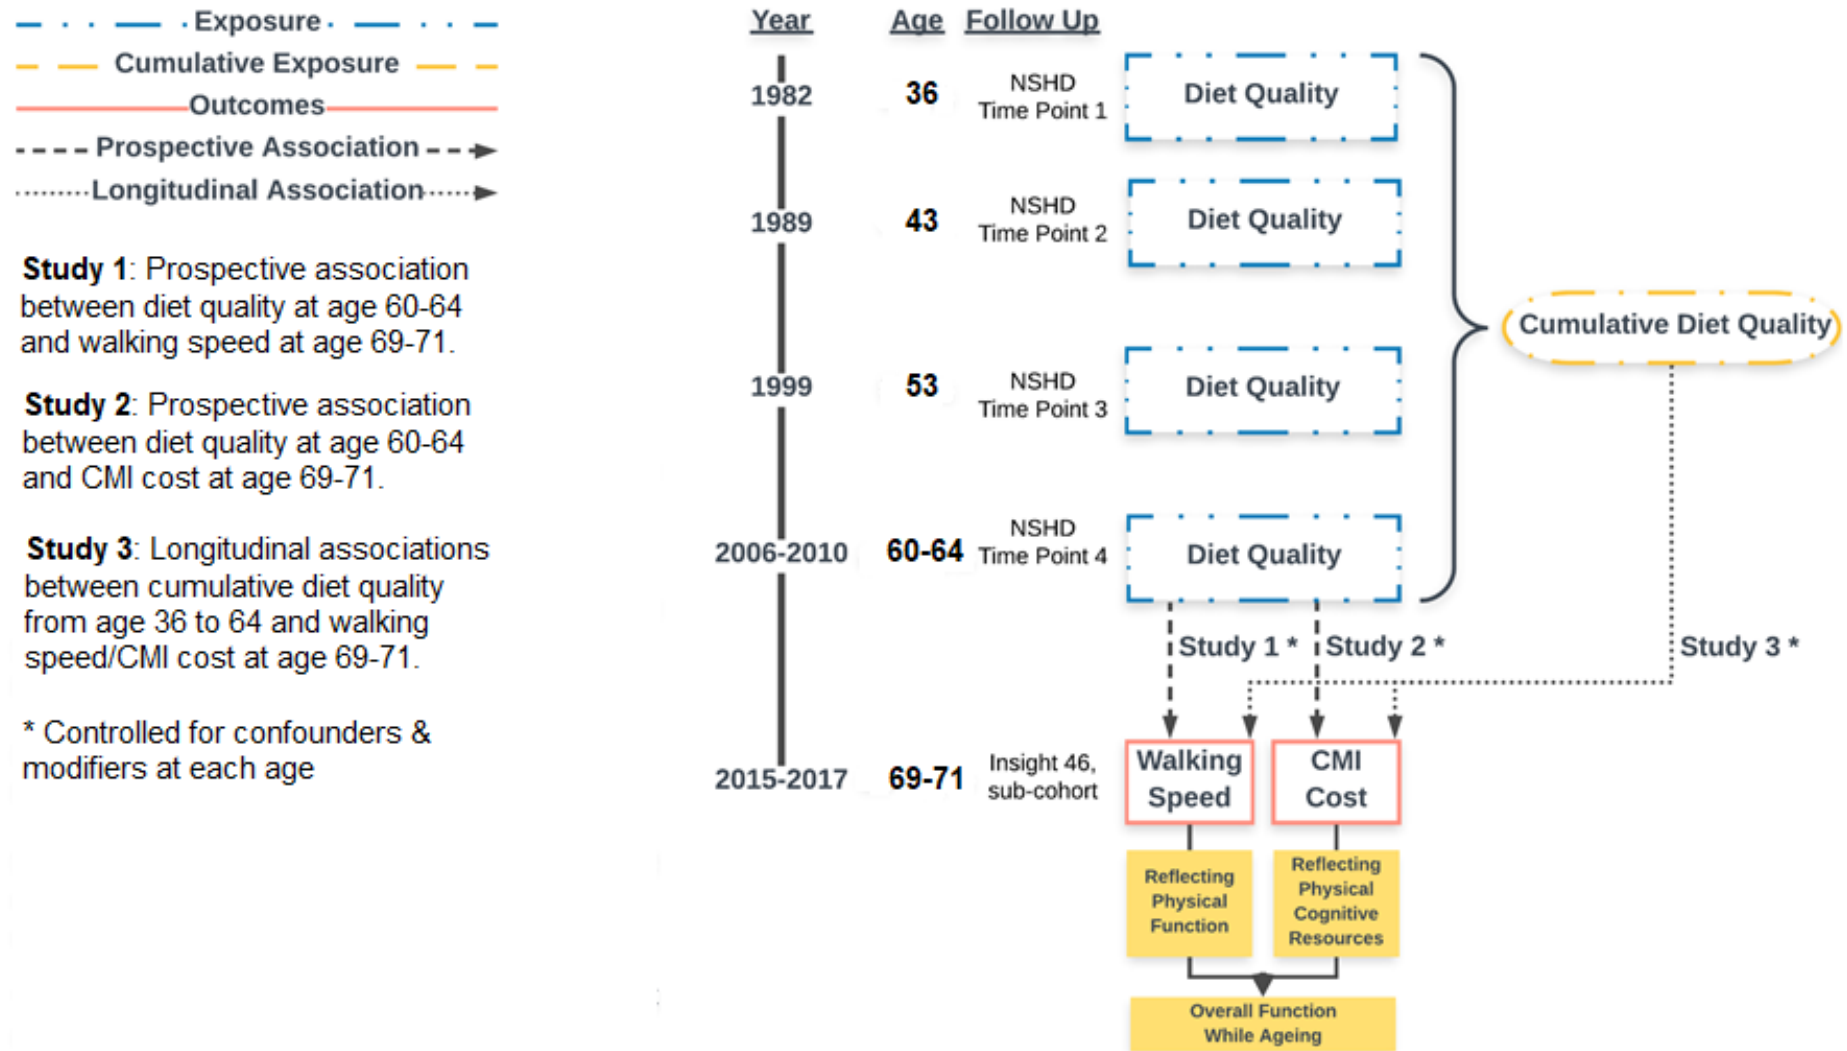 Exposure
Cumulative Exposure
Outcomes
Prospective Association
Longitudinal Association
Study 1: Prospective association
between diet quality at age 60-64
and walking speed at age 69-71.
Study 2: Prospective association
between diet quality at age 60-64
and CMI cost at age 69-71.
Study 3: Longitudinal associations
between cumulative diet quality
from age 36 to 64 and walking
speed/CMI cost at age 69-71.
* Controlled for confounders &
modifiers at each age
Year Age Follow Up
1982 36 NSHD
Time Point 1
Diet Quality
1989 43 NSHD
Time Point 2
Diet Quality
1999 53 NSHD
Time Point 3
Diet Quality
2006-2010 60-64 NSHD
Time Point 4
Diet Quality
Cumulative Diet Quality
Study 1 * Study 2 * Study 3 *
2015-2017 69-71 Insight 46,
sub-cohort
Walking
Speed
CMI
Cost
Reflecting
Physical
Function
Reflecting
Physical
Cognitive
Resources
Overall Function
While Ageing